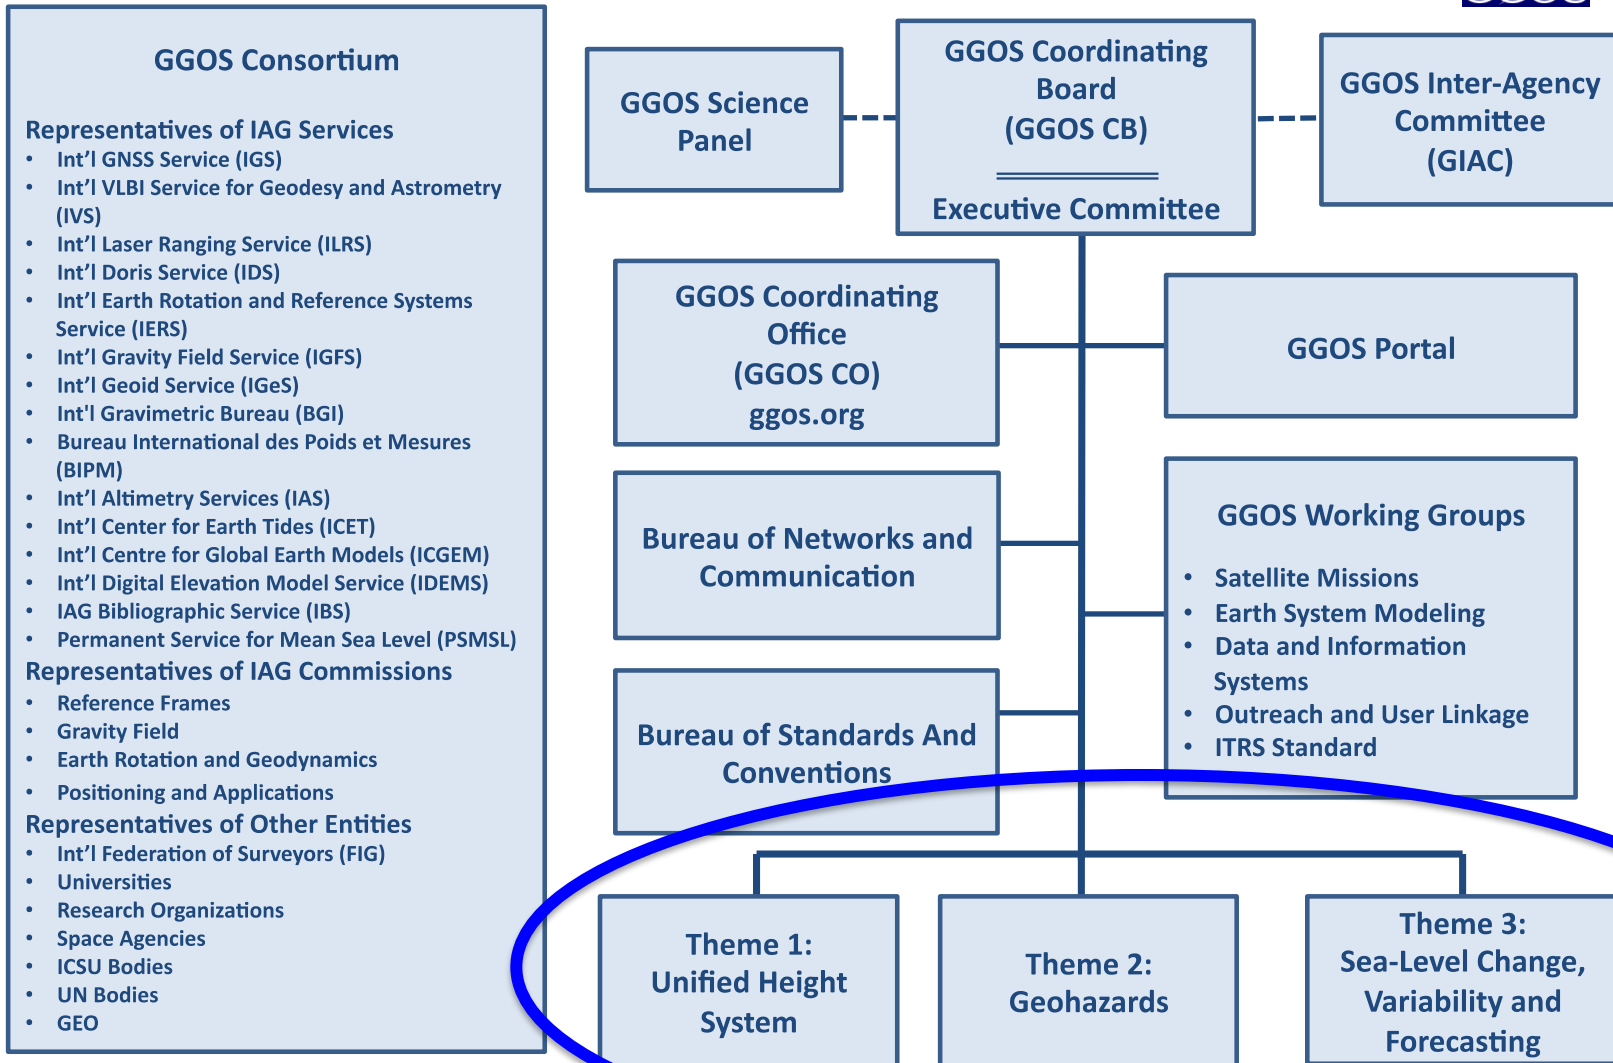 GGOS Consortium
Representatives of IAG Services
• Int'l GNSS Service (IGS)
• Int'l VLBI Service for Geodesy and Astrometry
(IVS)
• Int'l Laser Ranging Service (ILRS)
• Int'l Doris Service (IDS)
• Int'l Earth Rotation and Reference Systems
Service (IERS)
• Int'l Gravity Field Service (IGFS)
• Int'l Geoid Service (IGeS)
• Int'l Gravimetric Bureau (BGI)
• Bureau International des Poids et Mesures
(BIPM)
• Int'l Altimetry Services (IAS)
• Int'l Center for Earth Tides (ICET)
• Int'l Centre for Global Earth Models (ICGEM)
• Int'l Digital Elevation Model Service (IDEMS)
• IAG Bibliographic Service (IBS)
• Permanent Service for Mean Sea Level (PSMSL)
Representatives of IAG Commissions
• Reference Frames
• Gravity Field
• Earth Rotation and Geodynamics
• Positioning and Applications
Representatives of Other Entities
• Int'l Federation of Surveyors (FIG)
• Universities
• Research Organizations
• Space Agencies
• ICSU Bodies
• UN Bodies
• GEO
GGOS Science
Panel
GGOS Coordinating
Board
(GGOS CB)
Executive Committee
GGOS Inter-Agency
Committee
(GIAC)
GGOS Coordinating
Office
(GGOS CO)
ggos.org
GGOS Portal
Bureau of Networks and
Communication
GGOS Working Groups
• Satellite Missions
• Earth System Modeling
• Data and Information
Systems
• Outreach and User Linkage
• ITRS Standard
Bureau of Standards And
Conventions
Theme 1:
Unified Height
System
Theme 2:
Geohazards
Theme 3:
Sea-Level Change,
Variability and
Forecasting